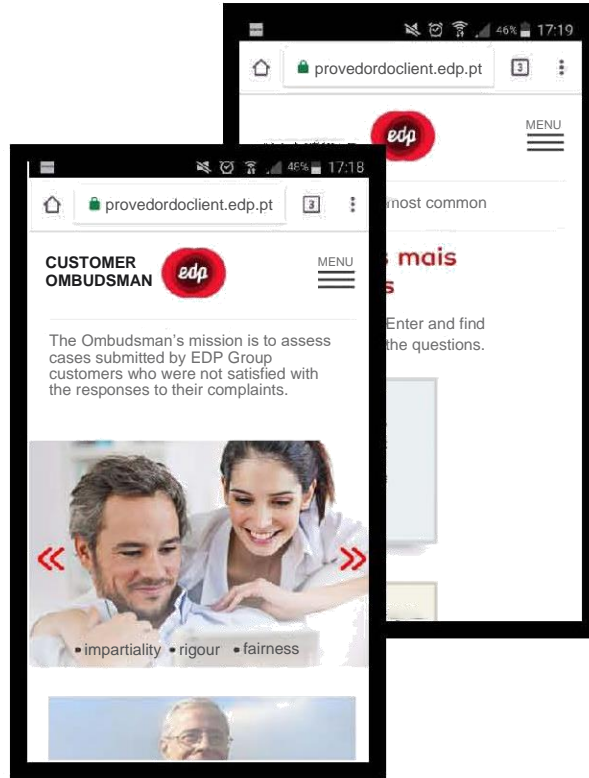 46% 17:19
provedordoclient.edp.pt
3
edp
MENU
most common
s mais
s
Enter and find
the questions.
48% 17:18
provedordoclient.edp.pt
3
CUSTOMER
OMBUDSMAN
edp
MENU
The Ombudsman's mission is to assess
cases submitted by EDP Group
customers who were not satisfied with
the responses to their complaints.
• impartiality • rigour • fairness